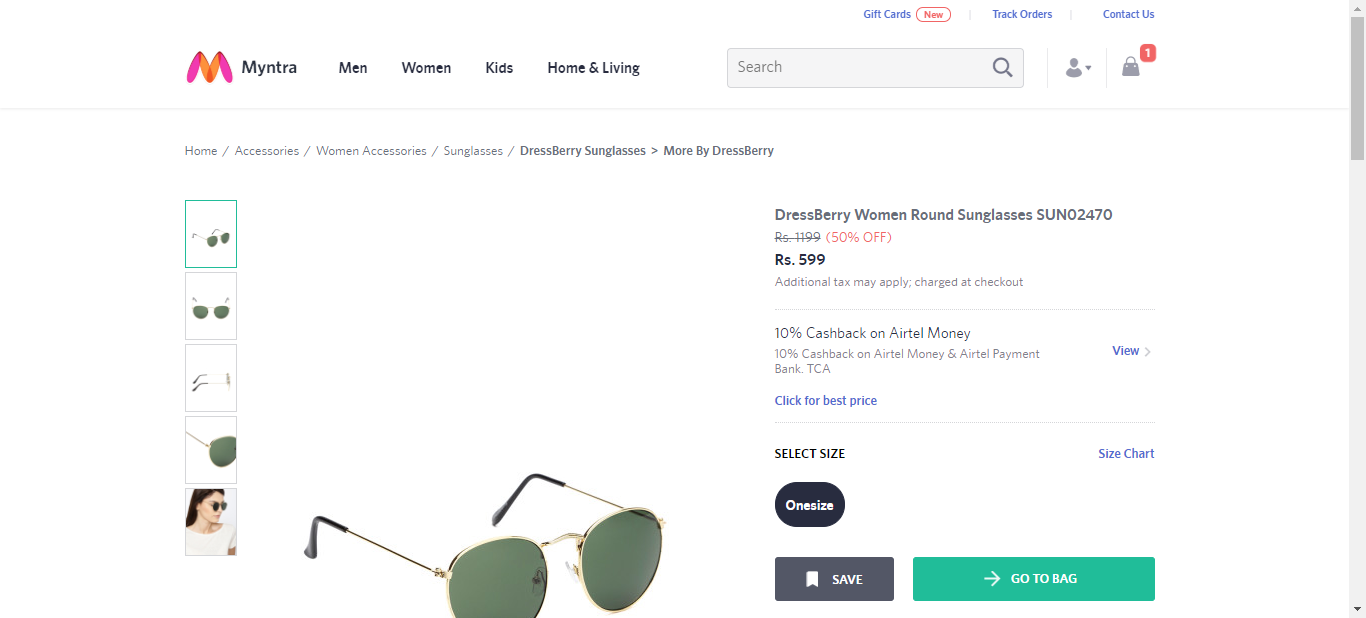 Gift Cards New Track Orders Contact Us
Myntra Men Women Kids Home & Living Search 1
Home / Accessories / Women Accessories / Sunglasses / DressBerry Sunglasses > More By DressBerry
DressBerry Women Round Sunglasses SUN02470
Rs. 1199 (50% OFF)
Rs. 599
Additional tax may apply; charged at checkout
10% Cashback on Airtel Money
10% Cashback on Airtel Money & Airtel Payment
Bank. TCA
View
Click for best price
SELECT SIZE Size Chart
Onesize
SAVE GO TO BAG